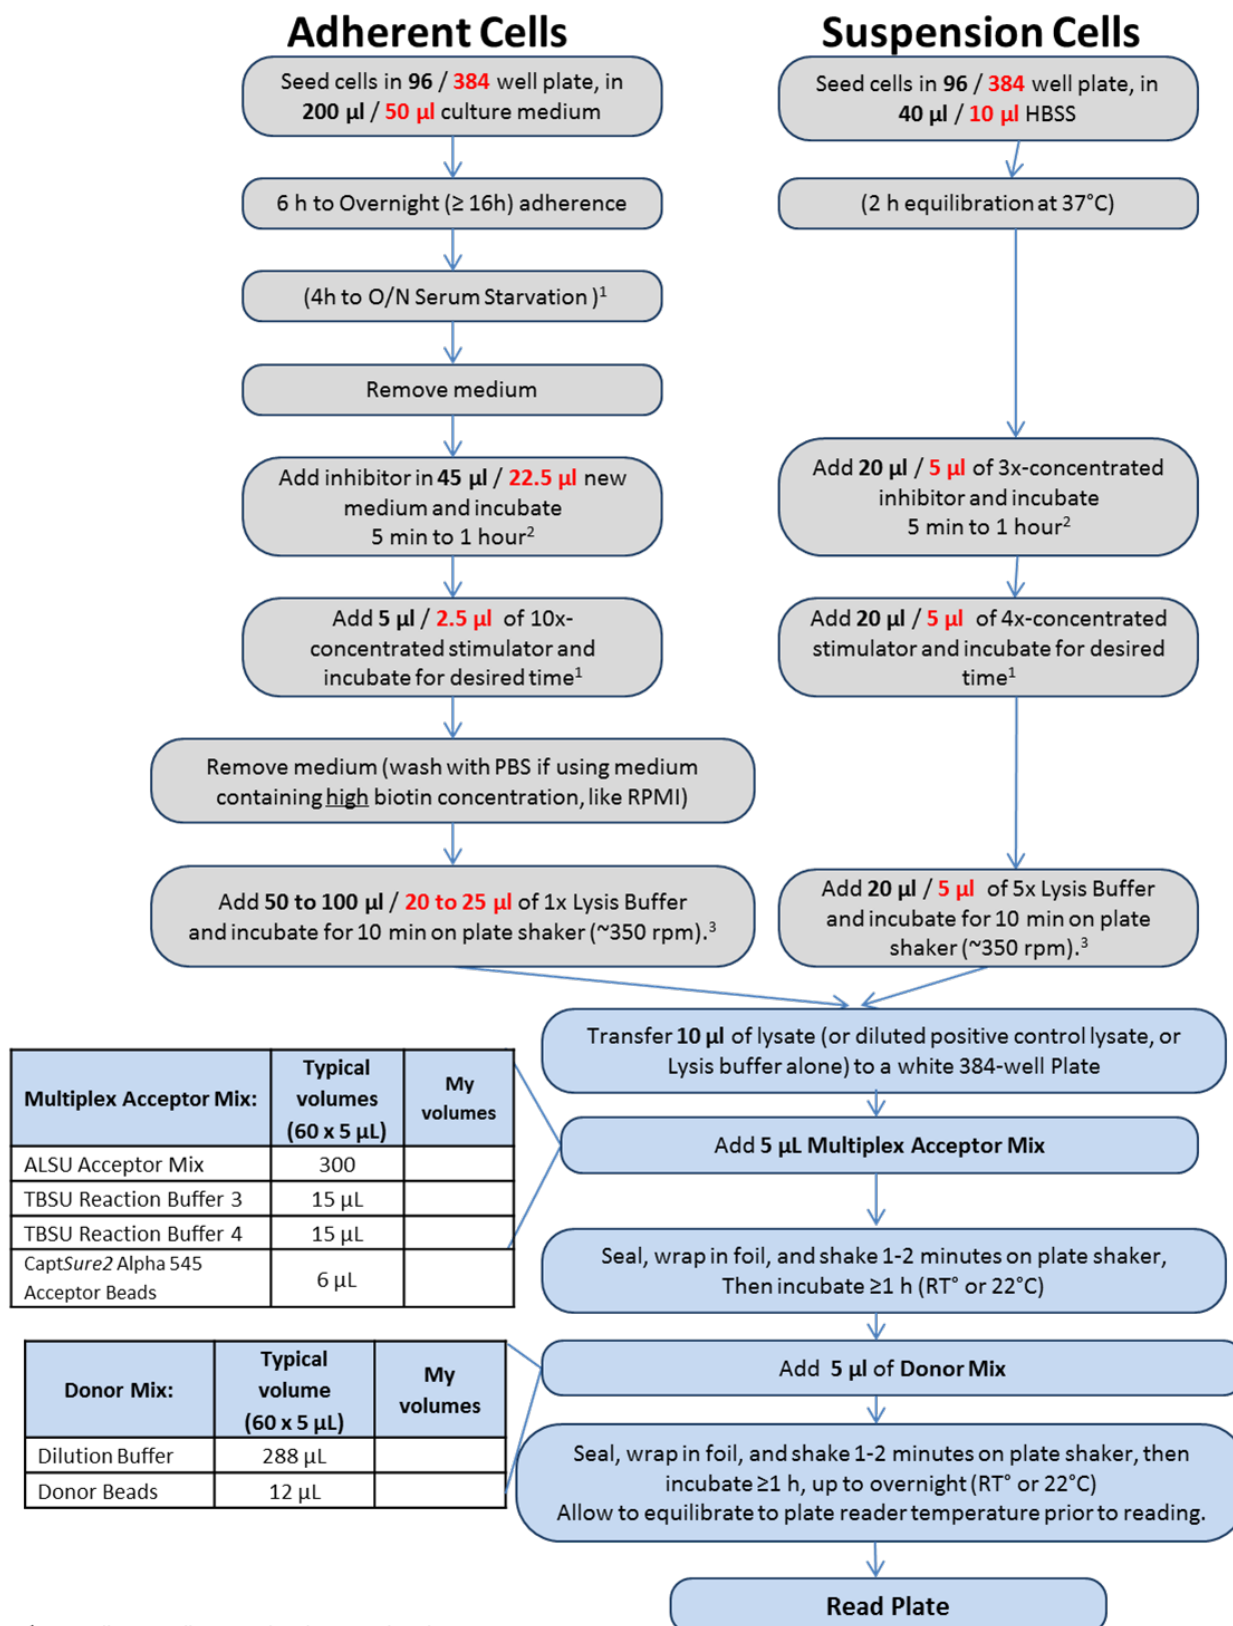 Adherent Cells
Seed cells in 96 / 384 well plate, in
200 µl / 50 µl culture medium
6 h to Overnight (≥ 16h) adherence
(4h to O/N Serum Starvation )1
Remove medium
Add inhibitor in 45 µl / 22.5 µl new
medium and incubate
5 min to 1 hour2
Add 5 µl / 2.5 µl of 10x-
concentrated stimulator and
incubate for desired time1
Remove medium (wash with PBS if using medium
containing high biotin concentration, like RPMI)
Add 50 to 100 µl / 20 to 25 µl of 1x Lysis Buffer
and incubate for 10 min on plate shaker (~350 rpm).3
Suspension Cells
Seed cells in 96 / 384 well plate, in
40 µl / 10 µl HBSS
(2 h equilibration at 37°C)
Add 20 µl / 5 µl of 3x-concentrated
inhibitor and incubate
5 min to 1 hour2
Add 20 µl / 5 µl of 4x-concentrated
stimulator and incubate for desired
time1
Add 20 µl / 5 µl of 5x Lysis Buffer
and incubate for 10 min on plate
shaker (~350 rpm).3
Transfer 10 µl of lysate (or diluted positive control lysate, or
Lysis buffer alone) to a white 384-well Plate
Multiplex Acceptor Mix:
Typical
volumes
(60 x 5 µL)
My
volumes
ALSU Acceptor Mix
300
TBSU Reaction Buffer 3
15 µL
TBSU Reaction Buffer 4
15 µL
CaptSure2 Alpha 545
Acceptor Beads
6 µL
Add 5 µL Multiplex Acceptor Mix
Seal, wrap in foil, and shake 1-2 minutes on plate shaker,
Then incubate ≥1 h (RT° or 22°C)
Donor Mix:
Typical
volume
(60 x 5 µL)
My
volumes
Dilution Buffer
288 µL
Donor Beads
12 µL
Add 5 µl of Donor Mix
Seal, wrap in foil, and shake 1-2 minutes on plate shaker, then
incubate ≥1 h, up to overnight (RT° or 22°C)
Allow to equilibrate to plate reader temperature prior to reading.
Read Plate